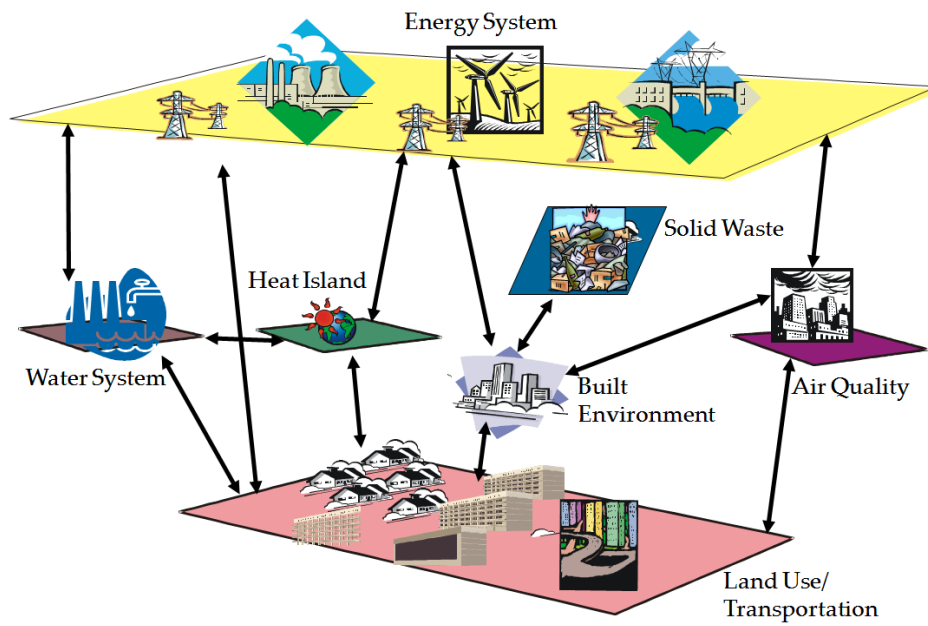 Energy System
Solid Waste
Heat Island
Water System
Built
Environment
Air Quality
Land Use/
Transportation